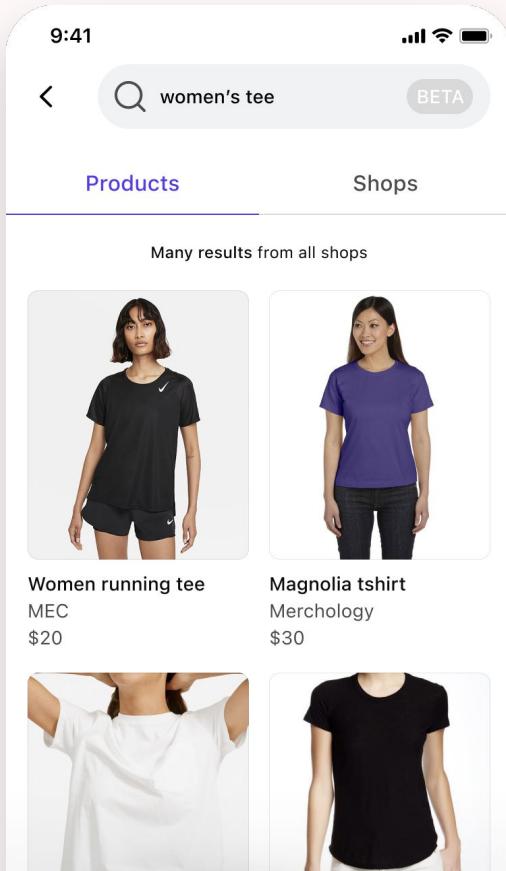 9:41
women’s tee
BETA
Products
Shops
Many results from all shops
Women running tee
MEC
$20
Magnolia tshirt
Merchology
$30